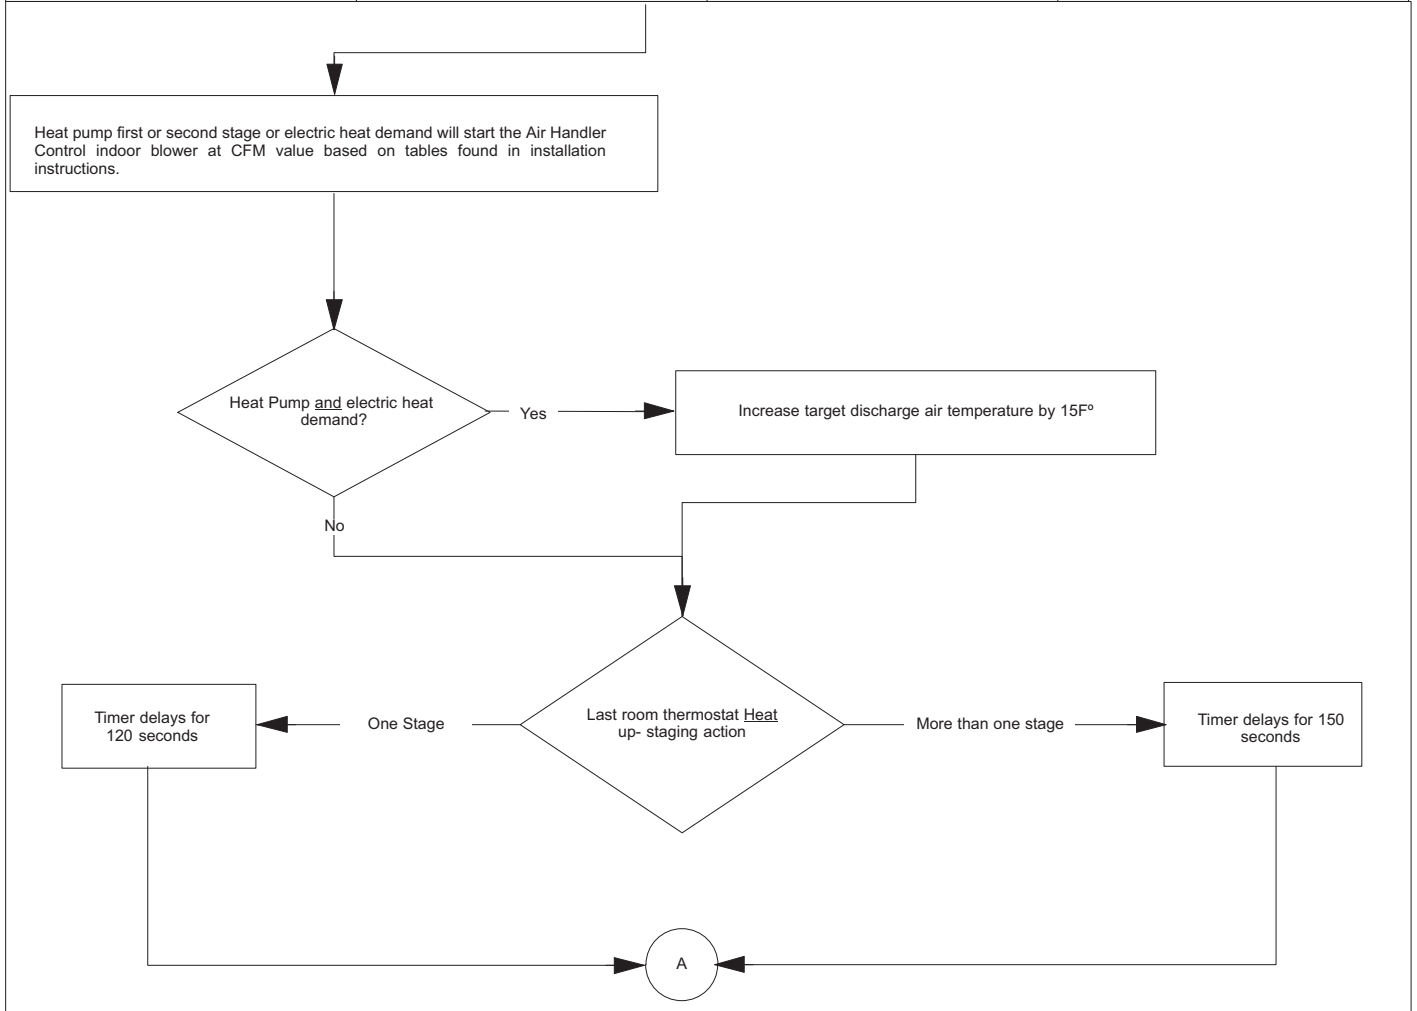 Heat pump first or second stage or electric heat demand will start the Air Handler
Control indoor blower at CFM value based on tables found in installation
instructions.
Heat Pump and electric heat
demand?
Yes
Increase target discharge air temperature by 15Fº
No
Last room thermostat Heat
up- staging action
One Stage
Timer delays for
120 seconds
More than one stage
Timer delays for 150
seconds
A